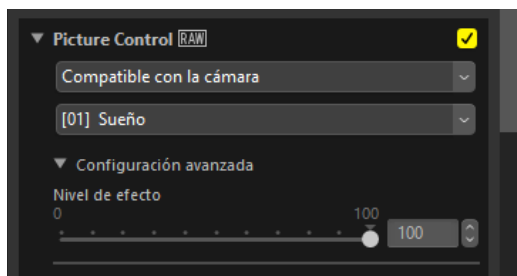 Picture Control RAW
Compatible con la cámara
[01] Sueño
Configuración avanzada
Nivel de efecto
0 100
100